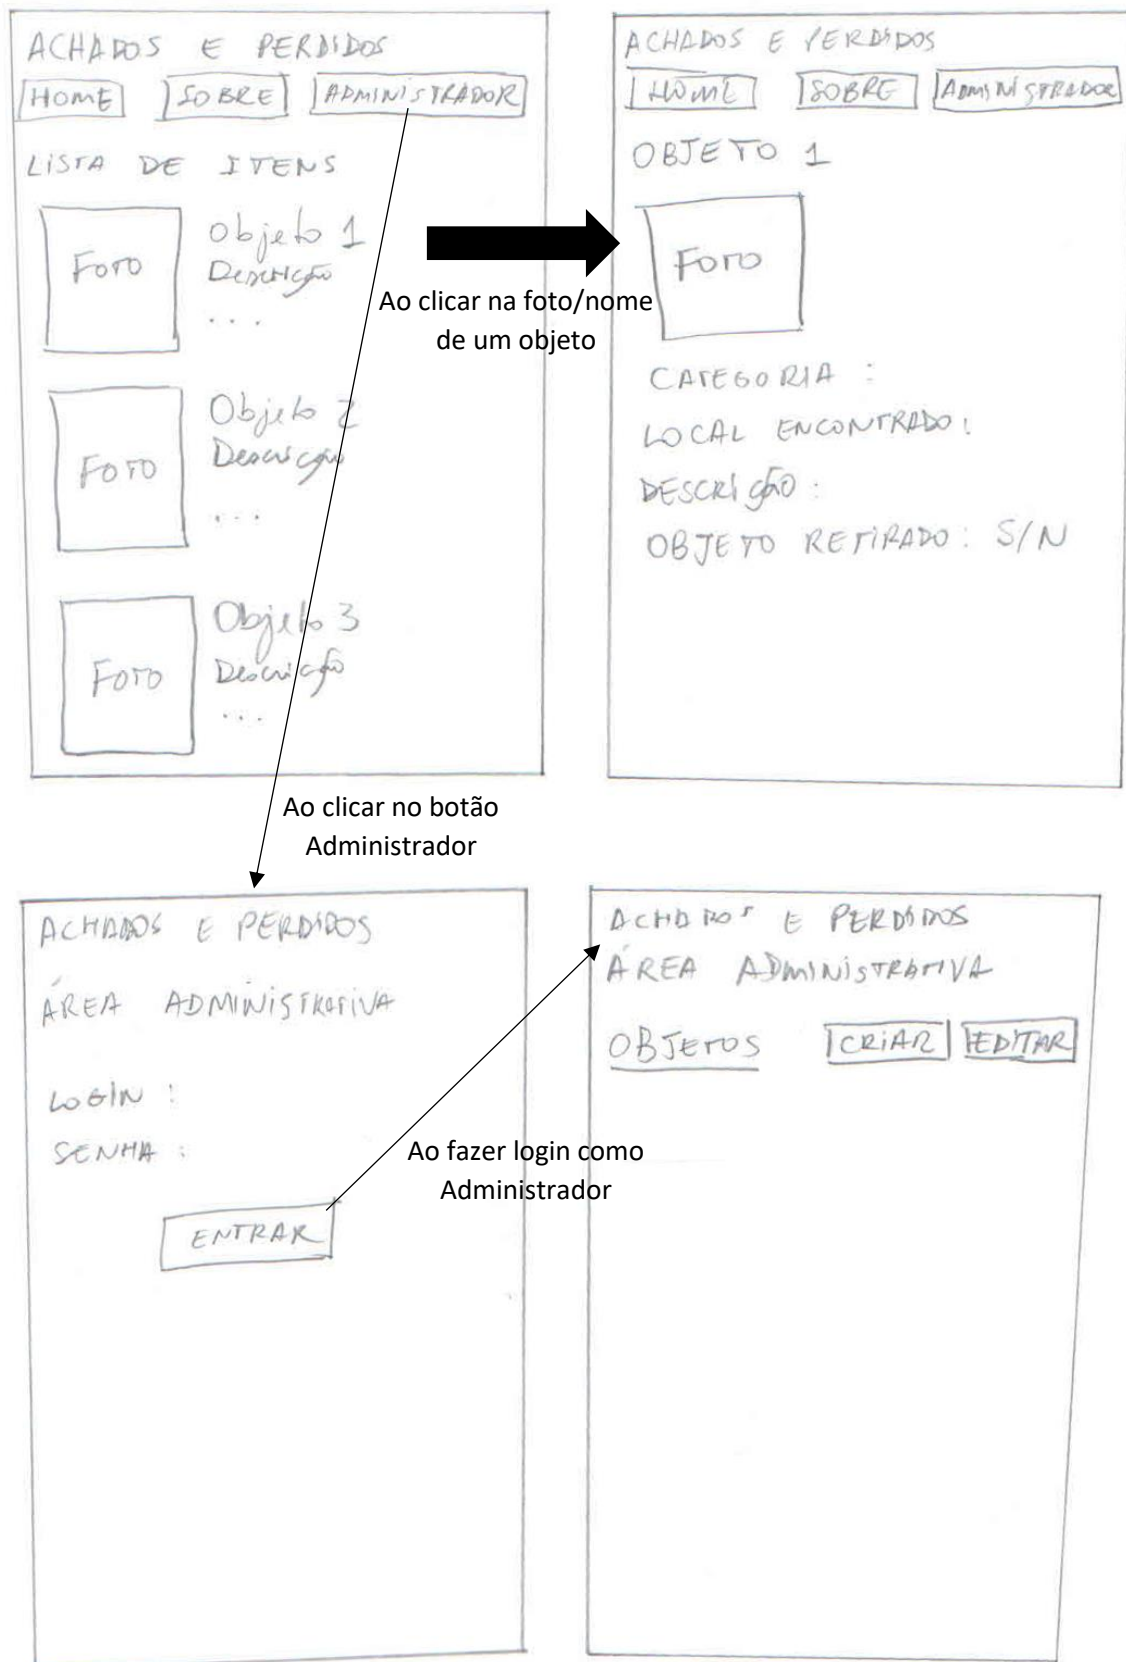 ACHADOS E PERDIDOS
HOME SOBRE ADMINISTRADOR
LISTA DE ITENS
FOTO
Objeto 1
Descrição
...
FOTO
Objeto 2
Descrição
...
FOTO
Objeto 3
Descrição
...
Ao clicar na foto/nome
de um objeto
ACHADOS E PERDIDOS
HOME SOBRE ADMINISTRADOR
OBJETO 1
FOTO
CATEGORIA :
LOCAL ENCONTRADO:
DESCRIÇÃO :
OBJETO RETIRADO: S/N
Ao clicar no botão
Administrador
ACHADOS E PERDIDOS
ÁREA ADMINISTRATIVA
LOGIN :
SENHA :
ENTRAR
Ao fazer login como
Administrador
ACHADOS E PERDIDOS
ÁREA ADMINISTRATIVA
OBJETOS CRIAR EDITAR